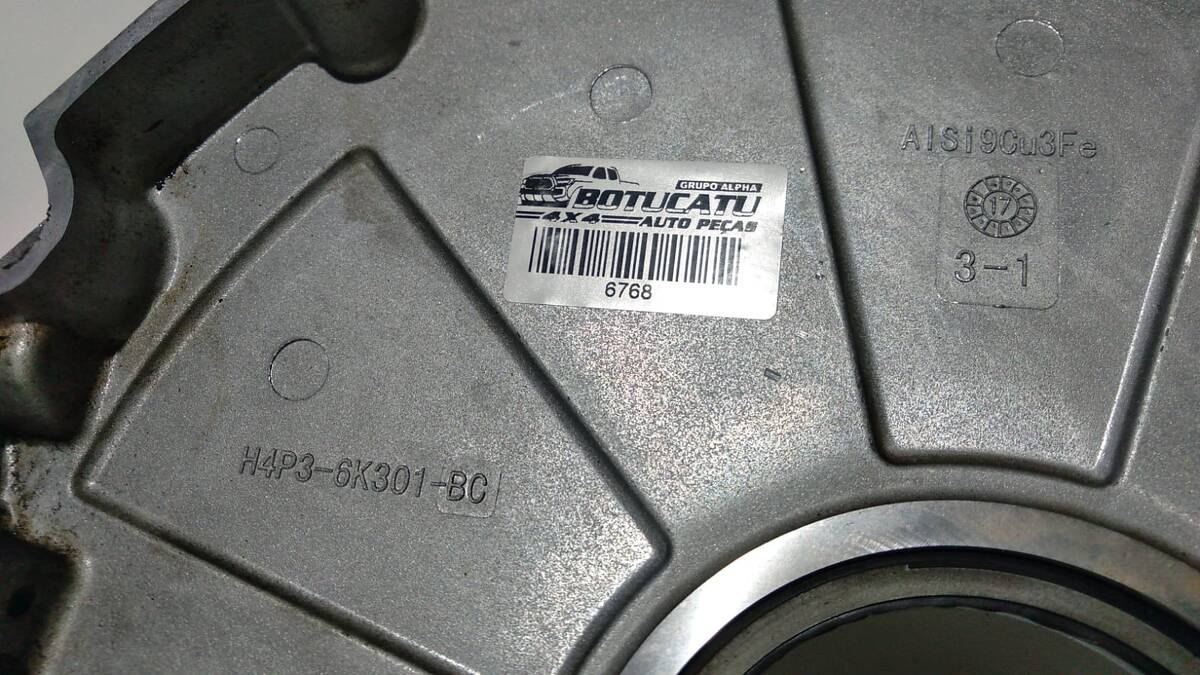 AlSi9Cu3Fe
17
3-1
GRUPO ALPHA
BOTUCATU
4X4 AUTO PEÇAS
6768
H4P3-6K301-BC